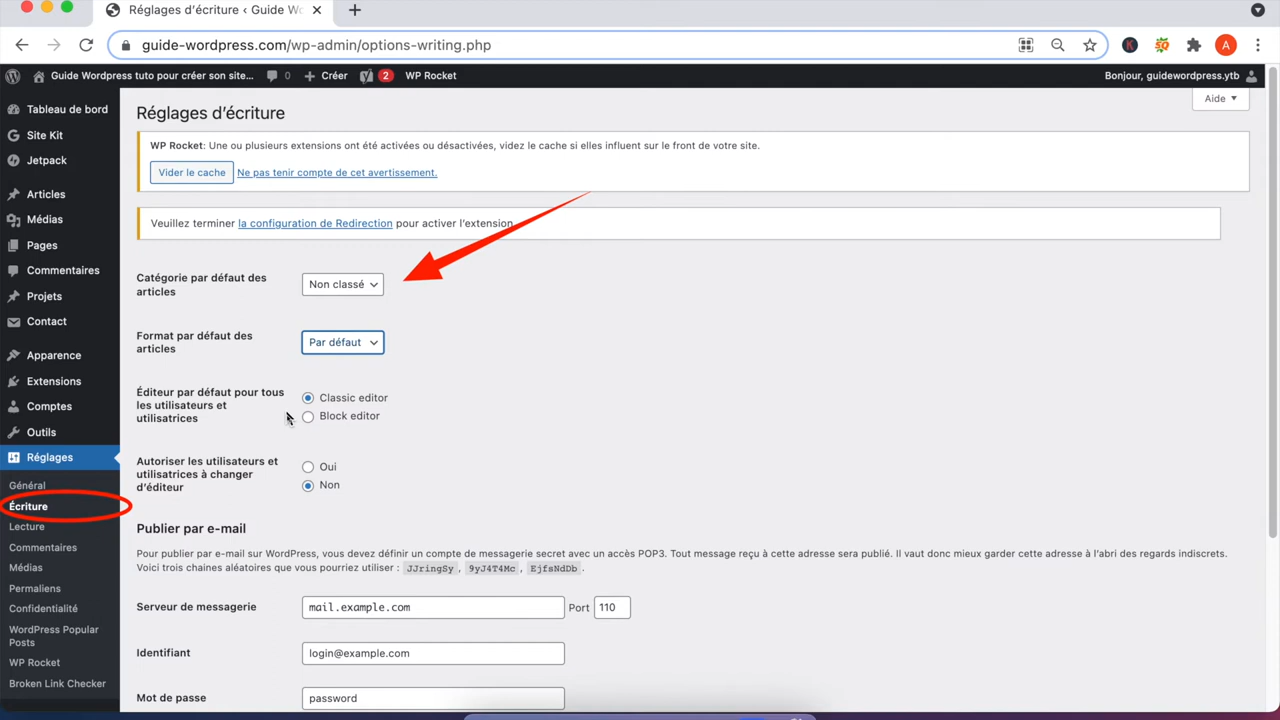 Réglages d'écriture ‹ Guide Wo
guide-wordpress.com/wp-admin/options-writing.php
A
Guide Wordpress tuto pour créer son site…
0
Créer
2
WP Rocket
Bonjour, guidewordpress.ytb
Aide
Tableau de bord
Site Kit
Jetpack
Articles
Médias
Pages
Commentaires
Projets
Contact
Apparence
Extensions
Comptes
Outils
Réglages
Général
Écriture
Lecture
Commentaires
Médias
Permaliens
Confidentialité
WordPress Popular
Posts
WP Rocket
Broken Link Checker
Réglages d'écriture
WP Rocket: Une ou plusieurs extensions ont été activées ou désactivées, videz le cache si elles influent sur le front de votre site.
Vider le cache
Ne pas tenir compte de cet avertissement.
Veuillez terminer la configuration de Redirection pour activer l'extension.
Catégorie par défaut des
articles
Non classé
Format par défaut des
articles
Par défaut
Éditeur par défaut pour tous
les utilisateurs et
utilisatrices
Classic editor
Block editor
Autoriser les utilisateurs et
utilisatrices à changer
d'éditeur
Oui
Non
Publier par e-mail
Pour publier par e-mail sur WordPress, vous devez définir un compte de messagerie secret avec un accès POP3. Tout message reçu à cette adresse sera publié. Il vaut donc mieux garder cette adresse à l'abri des regards indiscrets.
Voici trois chaines aléatoires que vous pourriez utiliser : JJringSy, 9yJ4T4Mc, EjfsNdDb.
Serveur de messagerie
mail.example.com
Port
110
Identifiant
login@example.com
Mot de passe
password